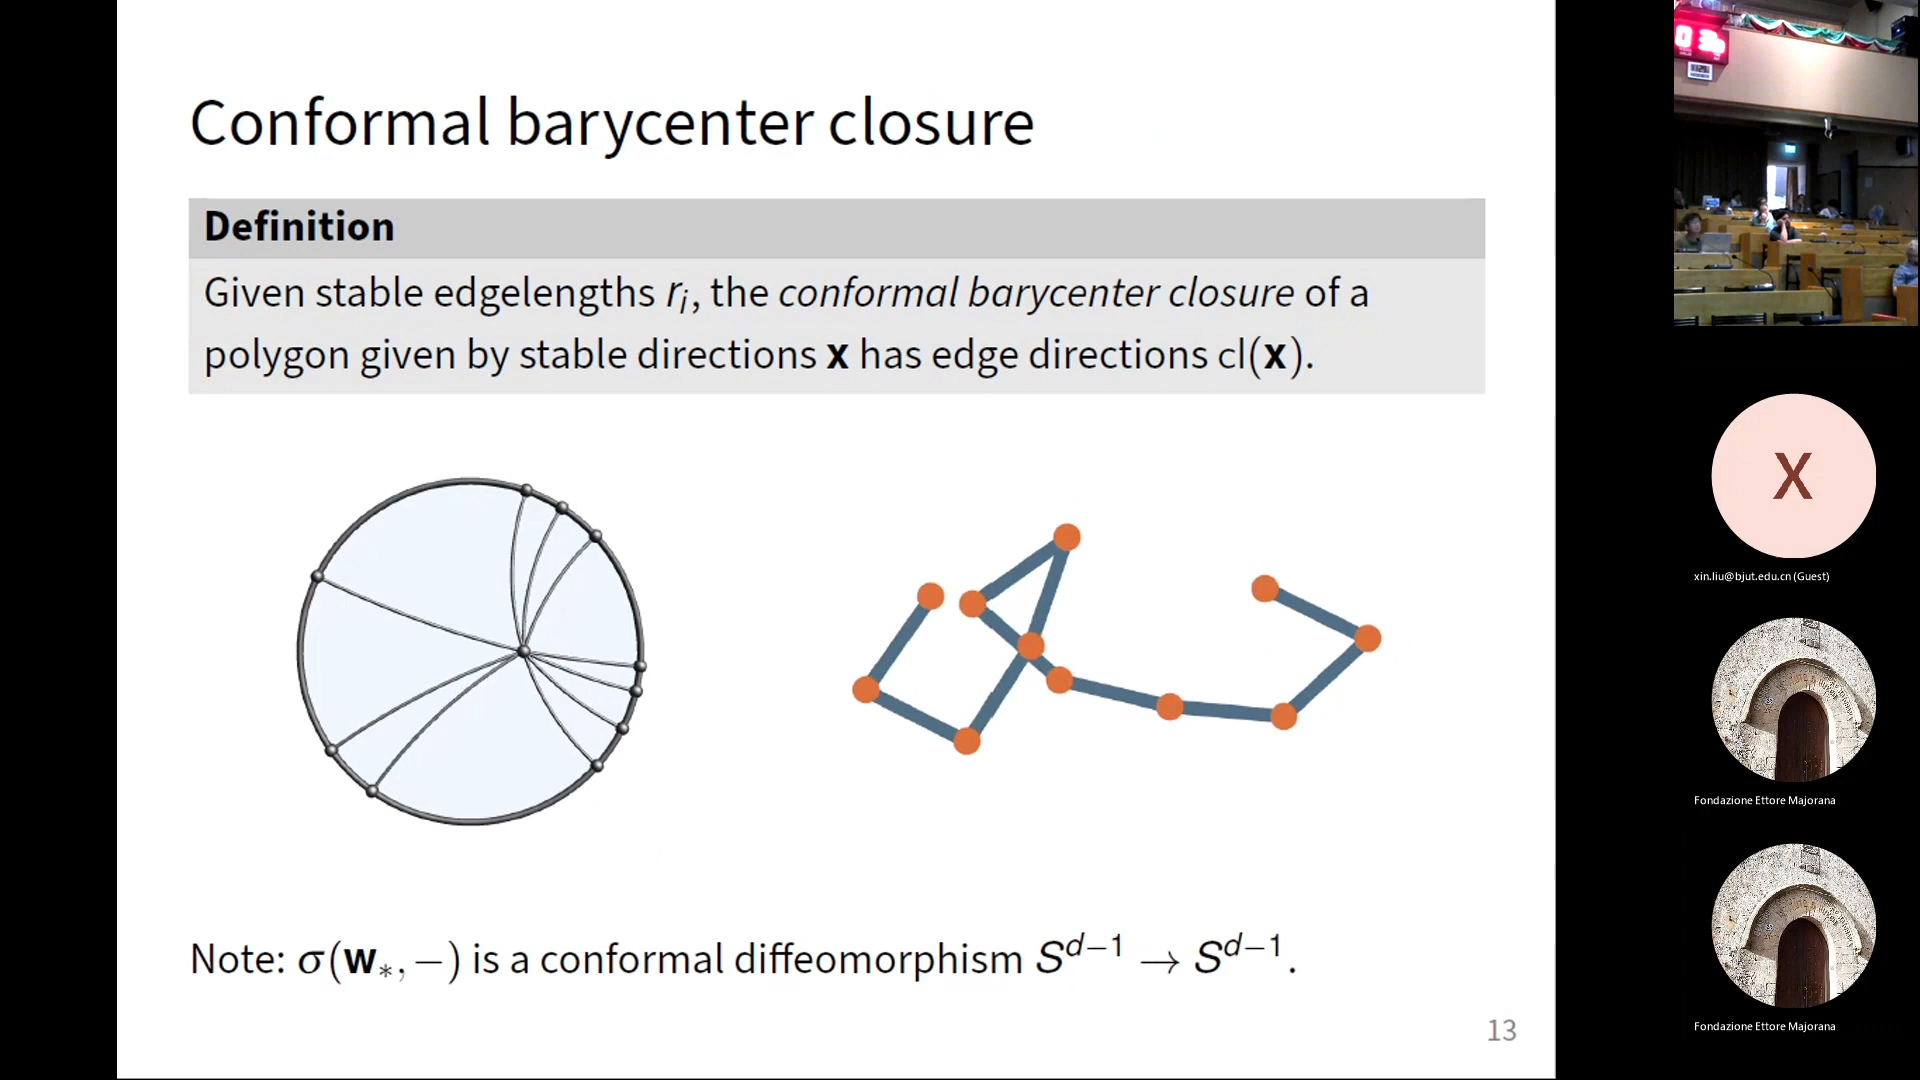 Conformal barycenter closure
Definition
Given stable edgelengths rᵢ, the conformal barycenter closure of a
polygon given by stable directions x has edge directions cl(x).
Note: σ(w∗, −) is a conformal diffeomorphism Sᵈ⁻¹ → Sᵈ⁻¹.
13
X
xin.liu@bjut.edu.cn (Guest)
Fondazione Ettore Majorana
Fondazione Ettore Majorana